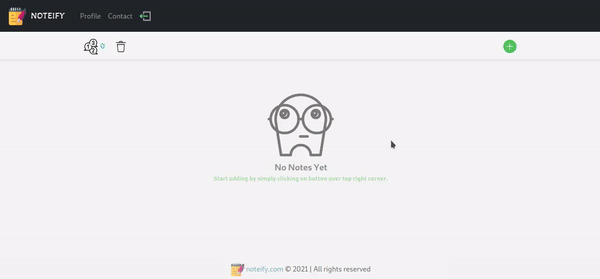 NOTEIFY Profile Contact
No Notes Yet
Start adding by simply clicking on button over top right corner.
noteify.com © 2021 | All rights reserved